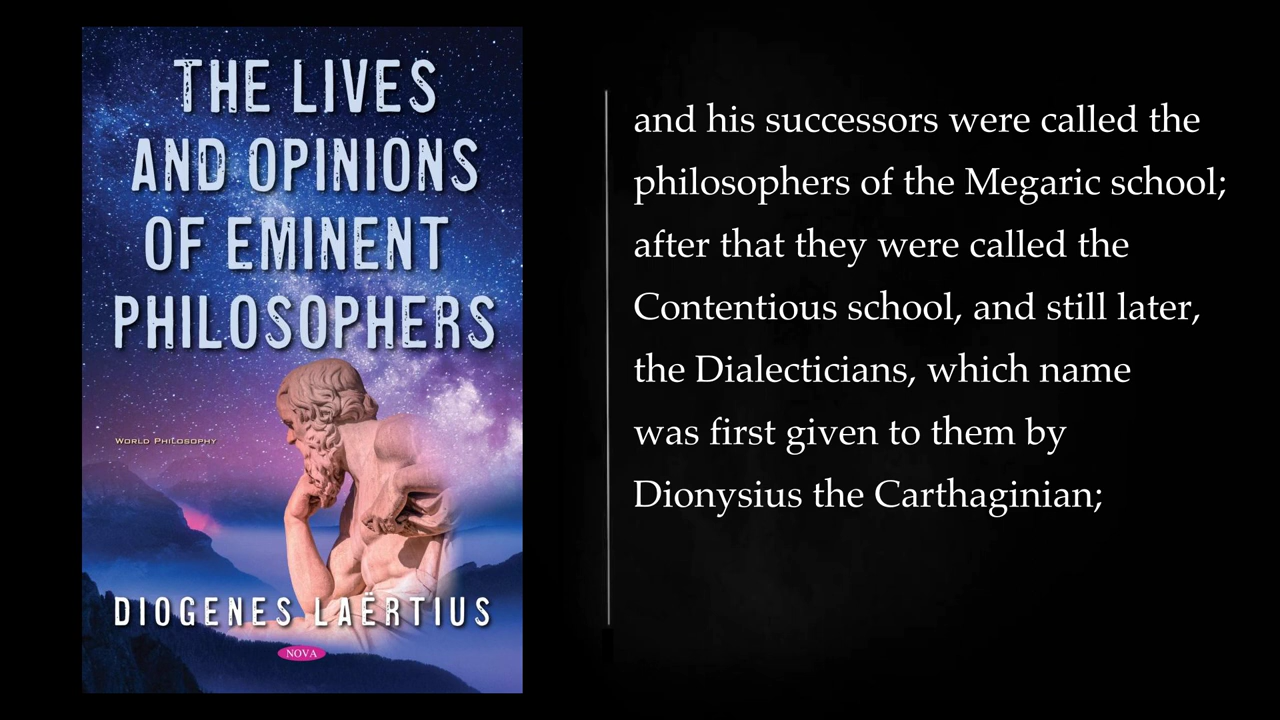 THE LIVES
AND OPINIONS
OF EMINENT
PHILOSOPHERS
WORLD PHILOSOPHY
DIOGENES LAËRTIUS
NOVA
and his successors were called the
philosophers of the Megaric school;
after that they were called the
Contentious school, and still later,
the Dialecticians, which name
was first given to them by
Dionysius the Carthaginian;